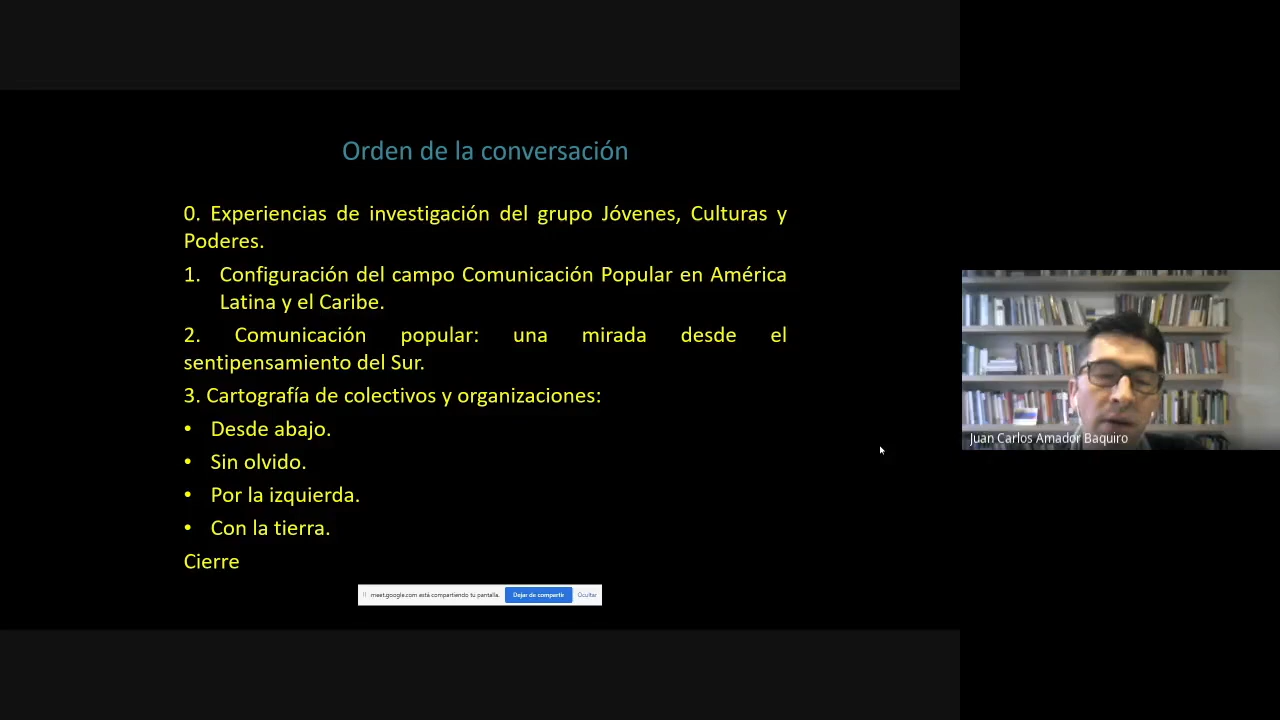 Orden de la conversación
0. Experiencias de investigación del grupo Jóvenes, Culturas y
Poderes.
1. Configuración del campo Comunicación Popular en América
Latina y el Caribe.
2. Comunicación popular: una mirada desde el
sentipensamiento del Sur.
3. Cartografía de colectivos y organizaciones:
• Desde abajo.
• Sin olvido.
• Por la izquierda.
• Con la tierra.
Cierre
meet.google.com está compartiendo tu pantalla. Dejar de compartir Ocultar
Juan Carlos Amador Baquiro